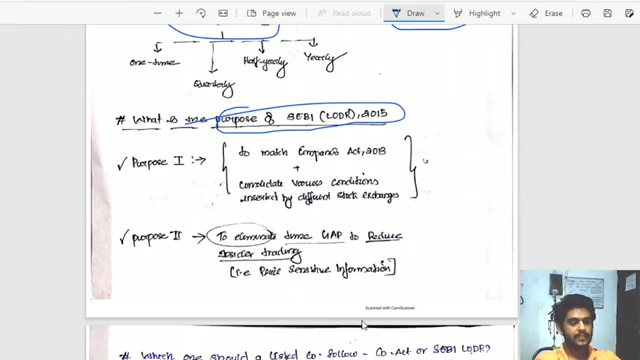 Page view
Read aloud
Draw
Highlight
Erase
One-time
Half-yearly
Yearly
Quarterly
# What is the purpose of SEBI (LODR), 2015
✓ Purpose I :→
To match Companies Act, 2013
+
Consolidate various conditions
inserted by different stock exchanges
✓ Purpose II →
To eliminate time GAP to Reduce
insider trading
[i.e Price Sensitive Information]
Scanned with CamScanner
# Which one should a listed Co. follow - Co. Act or SEBI LODR?